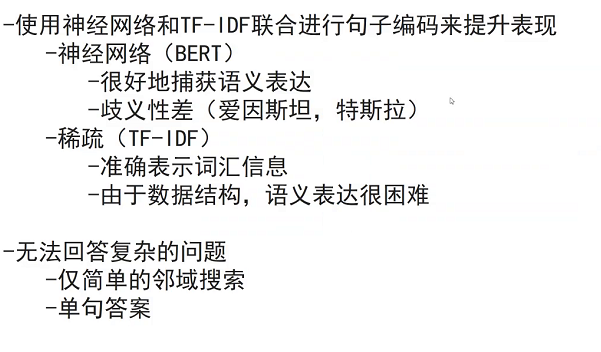 -使用神经网络和TF-IDF联合进行句子编码来提升表现
-神经网络（BERT）
-很好地捕获语义表达
-歧义性差（爱因斯坦，特斯拉）
-稀疏（TF-IDF）
-准确表示词汇信息
-由于数据结构，语义表达很困难
-无法回答复杂的问题
-仅简单的邻域搜索
-单句答案